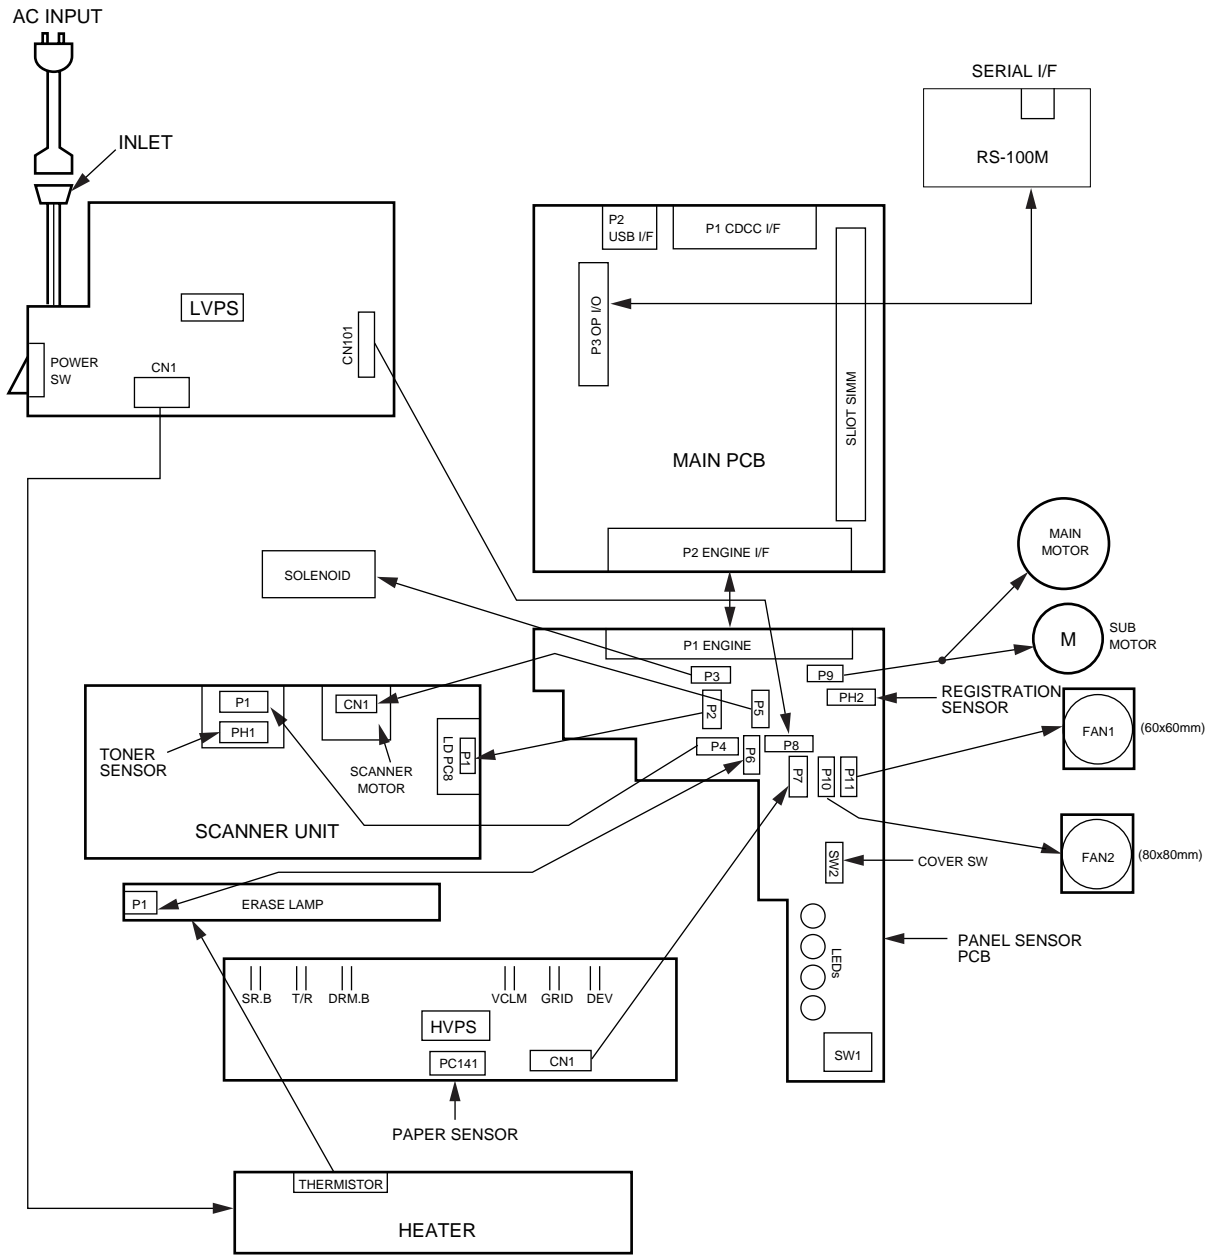 AC INPUT
INLET
SERIAL I/F
RS-100M
P2
USB I/F
P1 CDCC I/F
P3 OP I/O
SLIOT SIMM
MAIN PCB
P2 ENGINE I/F
LVPS
CN101
POWER
SW
CN1
SOLENOID
MAIN
MOTOR
M
SUB
MOTOR
P1 ENGINE
P3
P9
PH2
REGISTRATION
SENSOR
P2
P5
P4
P6
P8
P7
P10
P11
FAN1
(60x60mm)
FAN2
(80x80mm)
P1
PH1
CN1
TONER
SENSOR
SCANNER
MOTOR
LD PC8
P1
SCANNER UNIT
SW2
COVER SW
P1
ERASE LAMP
LEDs
PANEL SENSOR
PCB
SW1
SR.B
T/R
DRM.B
VCLM
GRID
DEV
HVPS
PC141
CN1
PAPER SENSOR
THERMISTOR
HEATER